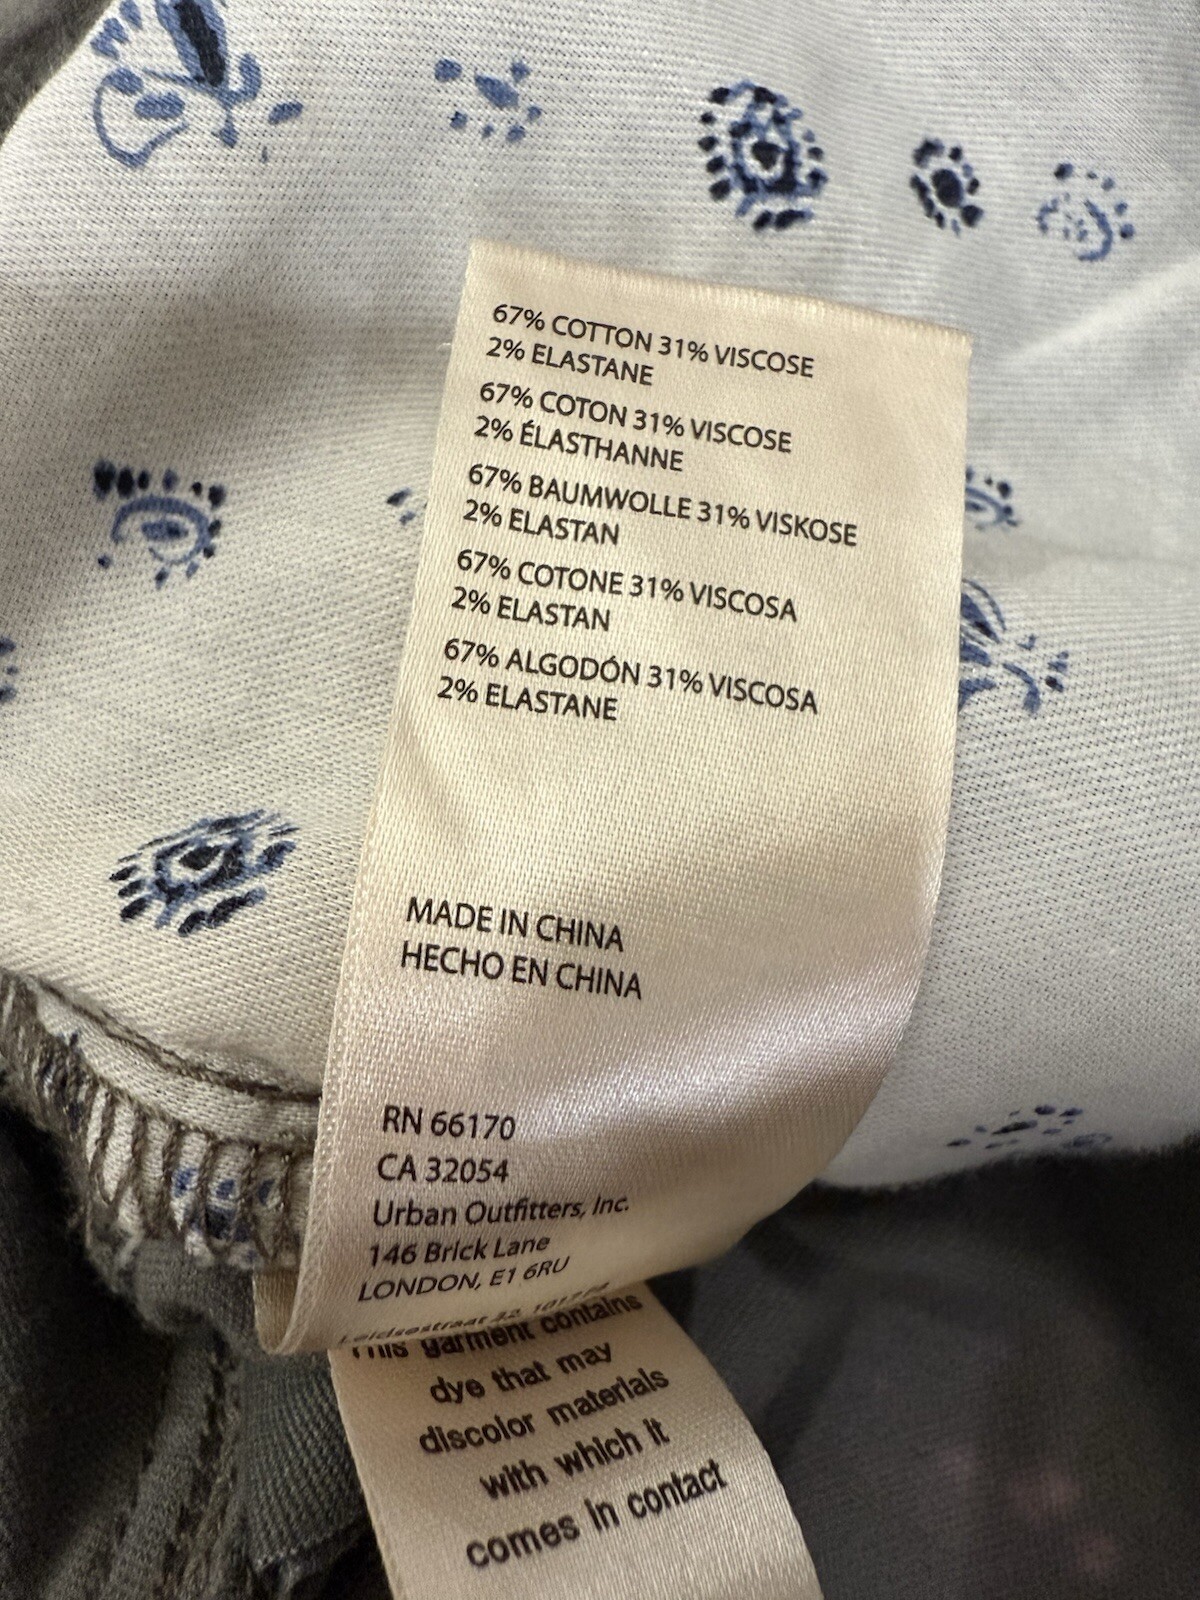 67% COTTON 31% VISCOSE
2% ELASTANE
67% COTON 31% VISCOSE
2% ÉLASTHANNE
67% BAUMWOLLE 31% VISKOSE
2% ELASTAN
67% COTONE 31% VISCOSA
2% ELASTAN
67% ALGODÓN 31% VISCOSA
2% ELASTANE
MADE IN CHINA
HECHO EN CHINA
RN 66170
CA 32054
Urban Outfitters, Inc.
146 Brick Lane
LONDON, E1 6RU
Leidsestraat 32
This garment contains
dye that may
discolor materials
with which it
comes in contact